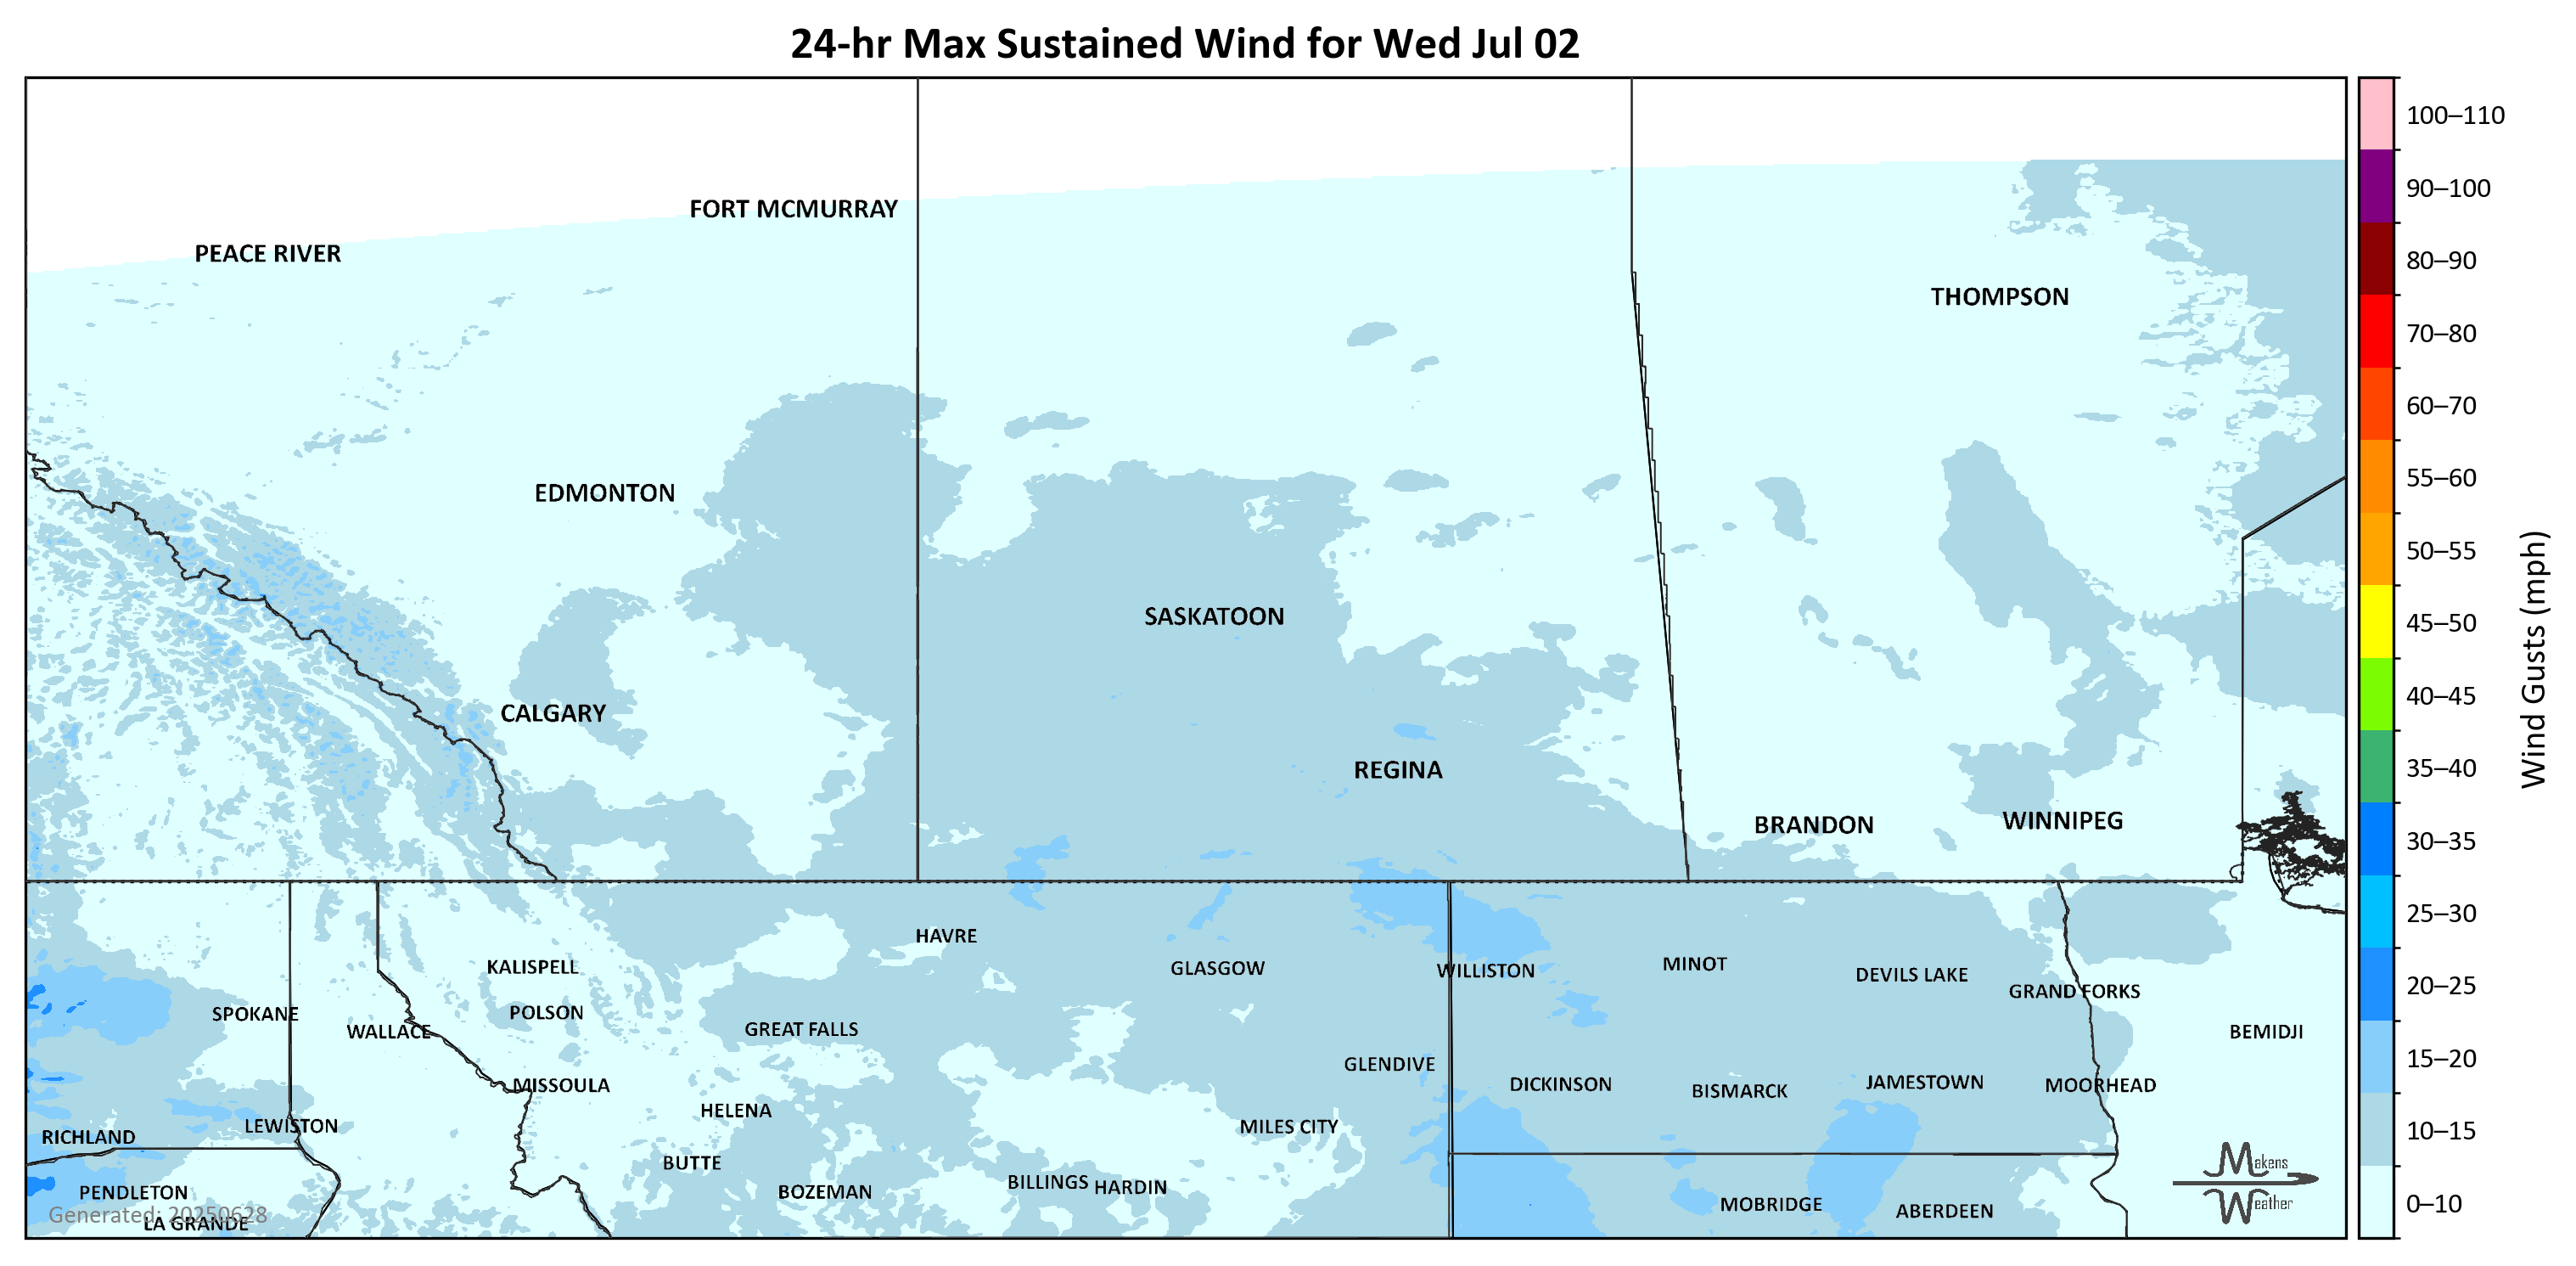 24-hr Max Sustained Wind for Wed Jul 02
100–110
90–100
80–90
70–80
60–70
55–60
50–55
45–50
40–45
35–40
30–35
25–30
20–25
15–20
10–15
0–10
Wind Gusts (mph)
FORT MCMURRAY
PEACE RIVER
THOMPSON
EDMONTON
SASKATOON
CALGARY
REGINA
BRANDON
WINNIPEG
HAVRE
KALISPELL
GLASGOW
WILLISTON
MINOT
DEVILS LAKE
GRAND FORKS
SPOKANE
POLSON
WALLACE
GREAT FALLS
BEMIDJI
GLENDIVE
MISSOULA
DICKINSON
BISMARCK
JAMESTOWN
MOORHEAD
HELENA
LEWISTON
MILES CITY
RICHLAND
BUTTE
PENDLETON
BOZEMAN
BILLINGS
HARDIN
MOBRIDGE
ABERDEEN
Generated: 20250628
LA GRANDE
Makens
Weather